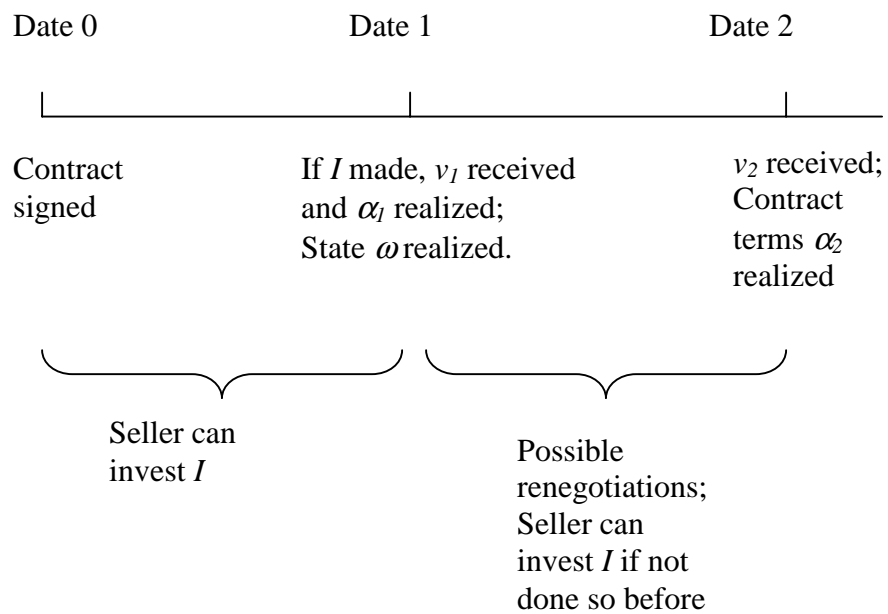 Date 0
Date 1
Date 2
Contract
signed
If I made, v₁ received
and α₁ realized;
State ω realized.
v₂ received;
Contract
terms α₂
realized
Seller can
invest I
Possible
renegotiations;
Seller can
invest I if not
done so before